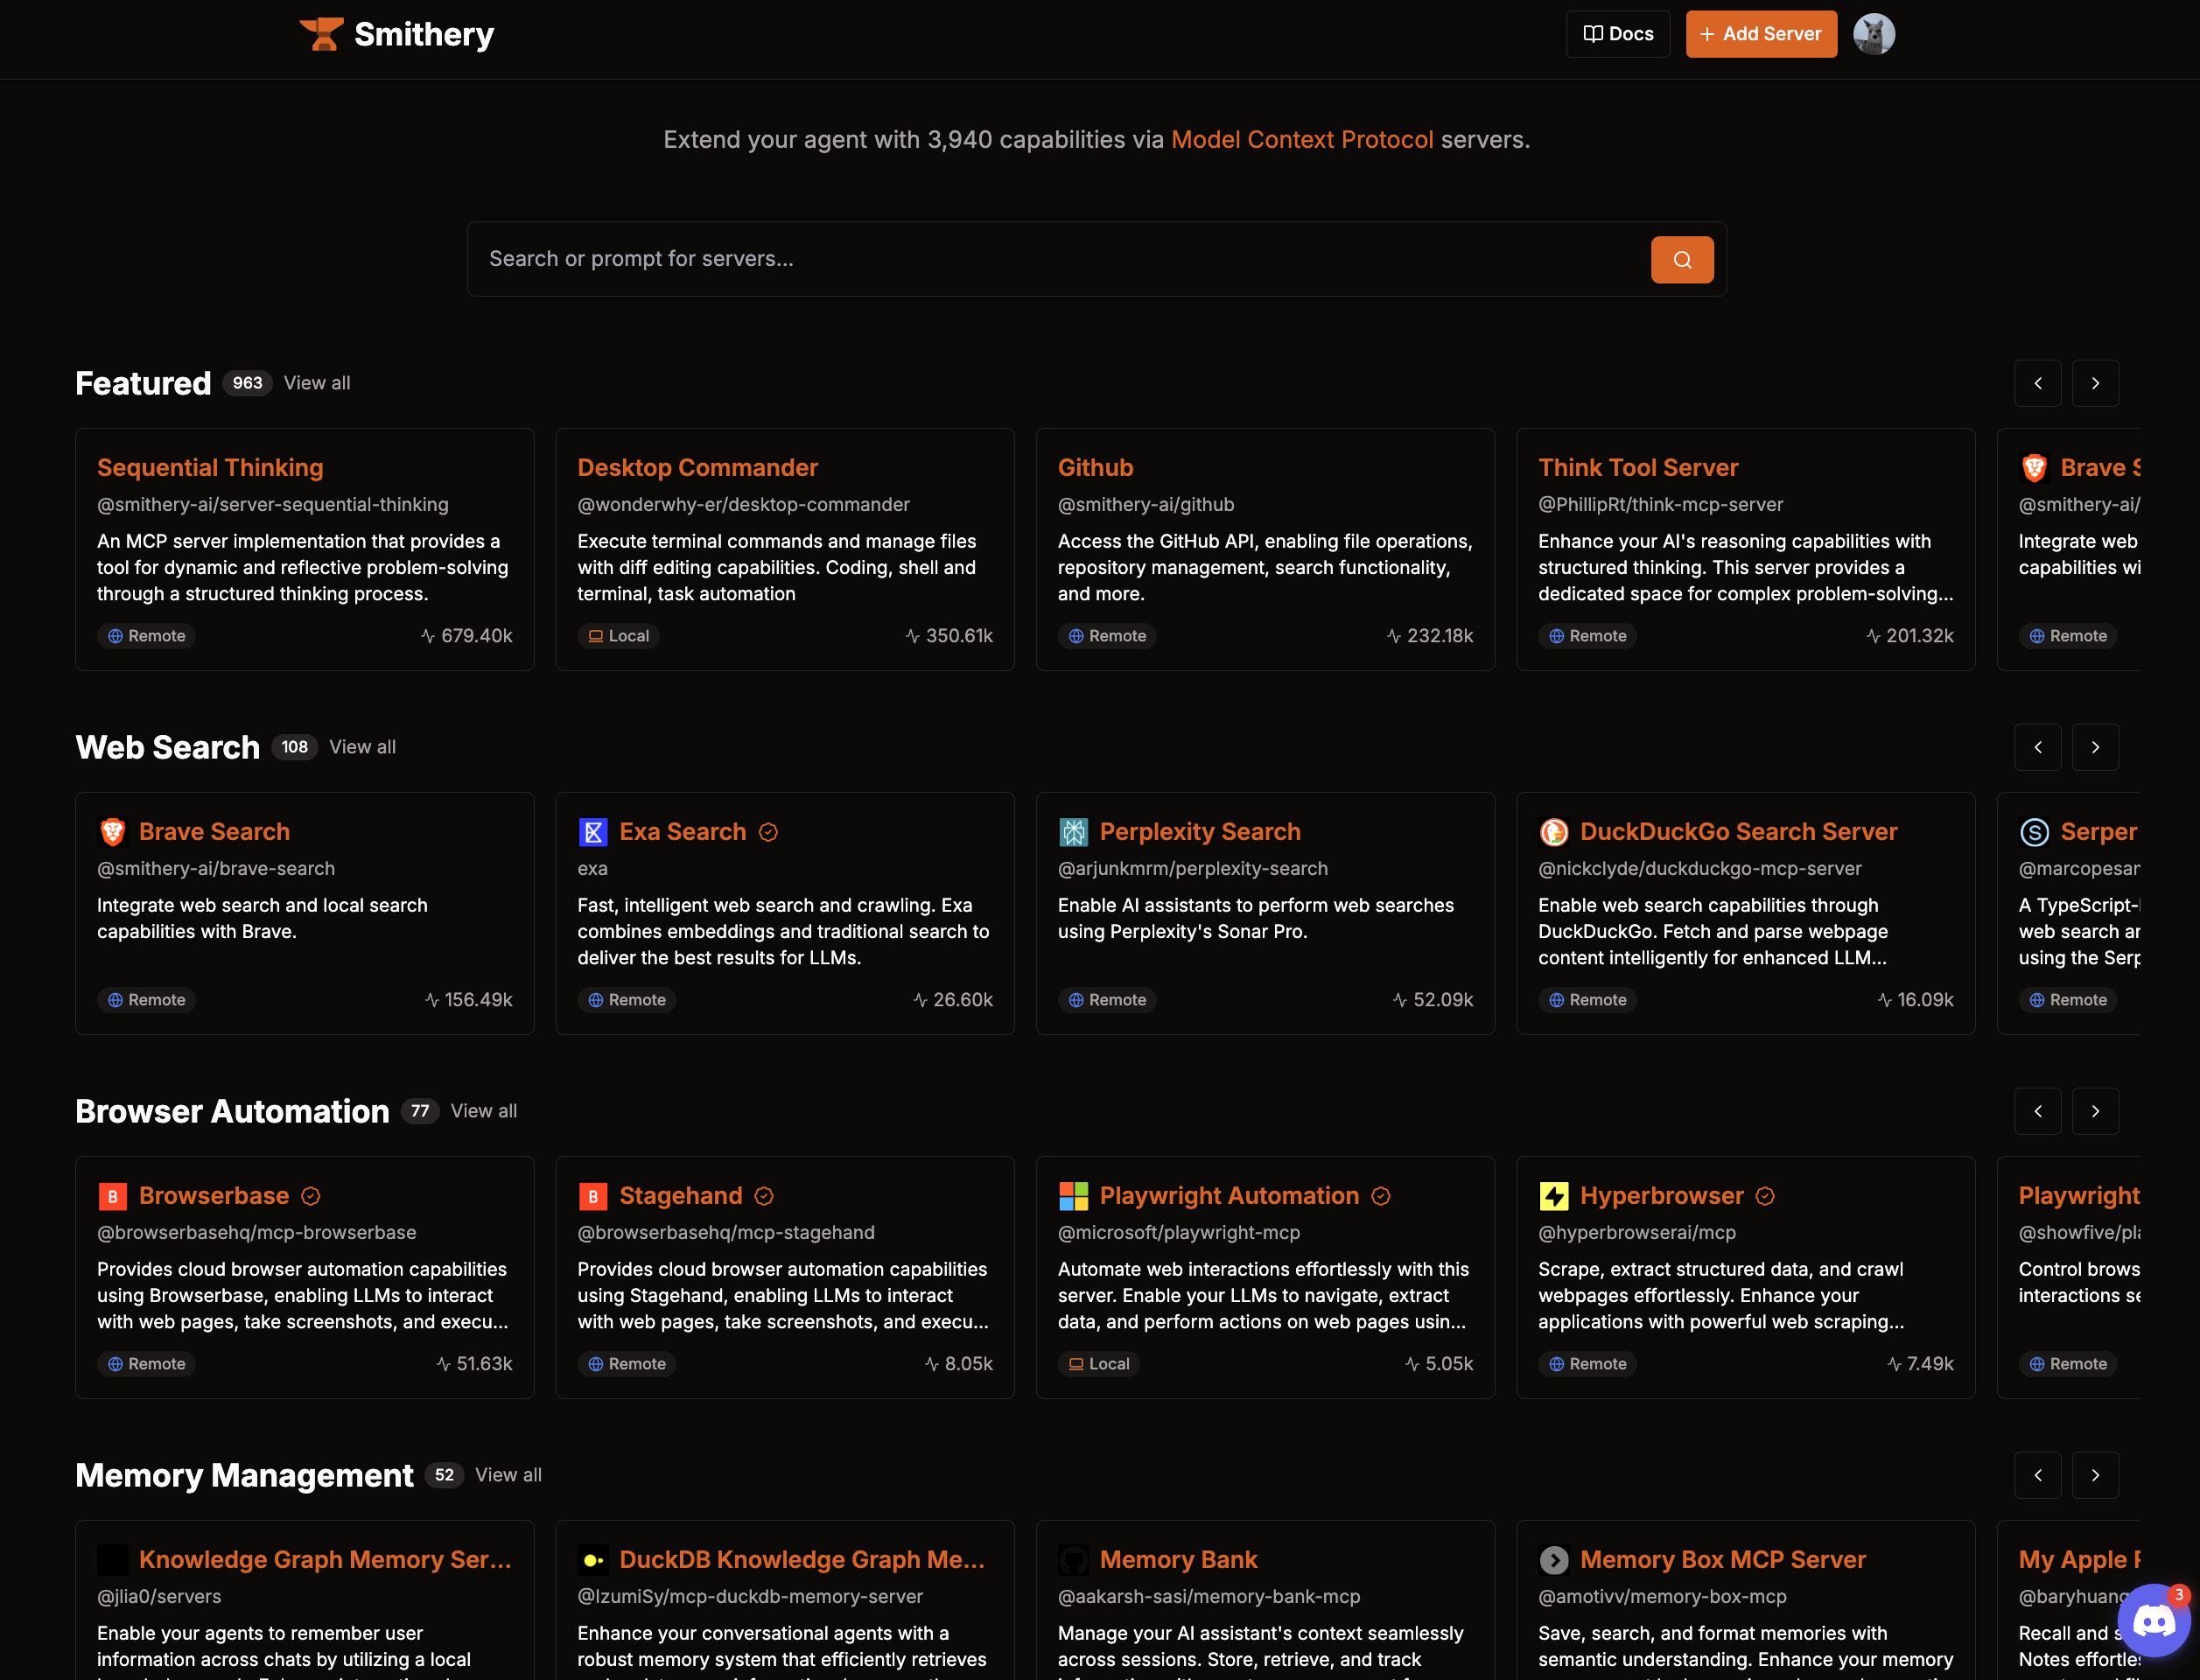 Smithery
Docs
+ Add Server
Extend your agent with 3,940 capabilities via Model Context Protocol servers.
Search or prompt for servers...
Featured 963 View all
Sequential Thinking
@smithery-ai/server-sequential-thinking
An MCP server implementation that provides a
tool for dynamic and reflective problem-solving
through a structured thinking process.
Remote 679.40k
Desktop Commander
@wonderwhy-er/desktop-commander
Execute terminal commands and manage files
with diff editing capabilities. Coding, shell and
terminal, task automation
Local 350.61k
Github
@smithery-ai/github
Access the GitHub API, enabling file operations,
repository management, search functionality,
and more.
Remote 232.18k
Think Tool Server
@PhillipRt/think-mcp-server
Enhance your AI's reasoning capabilities with
structured thinking. This server provides a
dedicated space for complex problem-solving...
Remote 201.32k
Brave
@smithery-ai/
Integrate web
capabilities
Remote
Web Search 108 View all
Brave Search
@smithery-ai/brave-search
Integrate web search and local search
capabilities with Brave.
Remote 156.49k
Exa Search
exa
Fast, intelligent web search and crawling. Exa
combines embeddings and traditional search to
deliver the best results for LLMs.
Remote 26.60k
Perplexity Search
@arjunkmrm/perplexity-search
Enable AI assistants to perform web searches
using Perplexity's Sonar Pro.
Remote 52.09k
DuckDuckGo Search Server
@nickclyde/duckduckgo-mcp-server
Enable web search capabilities through
DuckDuckGo. Fetch and parse webpage
content intelligently for enhanced LLM...
Remote 16.09k
S
Serper
@marcopesar
A TypeScript-
web search
using the
Remote
Browser Automation 77 View all
B
Browserbase
@browserbasehq/mcp-browserbase
Provides cloud browser automation capabilities
using Browserbase, enabling LLMs to interact
with web pages, take screenshots, and execu...
Remote 51.63k
B
Stagehand
@browserbasehq/mcp-stagehand
Provides cloud browser automation capabilities
using Stagehand, enabling LLMs to interact
with web pages, take screenshots, and execu...
Remote 8.05k
Playwright Automation
@microsoft/playwright-mcp
Automate web interactions effortlessly with this
server. Enable your LLMs to navigate, extract
data, and perform actions on web pages usin...
Local 5.05k
Hyperbrowser
@hyperbrowserai/mcp
Scrape, extract structured data, and crawl
webpages effortlessly. Enhance your
applications with powerful web scraping...
Remote 7.49k
Playwright
@showfive/pla
Control brows
interactions
Remote
Memory Management 52 View all
Knowledge Graph Memory Ser...
@jlia0/servers
Enable your agents to remember user
information across chats by utilizing a local
DuckDB Knowledge Graph Me...
@IzumiSy/mcp-duckdb-memory-server
Enhance your conversational agents with a
robust memory system that efficiently retrieves
Memory Bank
@aakarsh-sasi/memory-bank-mcp
Manage your AI assistant's context seamlessly
across sessions. Store, retrieve, and track
Memory Box MCP Server
@amotivv/memory-box-mcp
Save, search, and format memories with
semantic understanding. Enhance your memory
My Apple
@baryhuang
Recall and
Notes
3